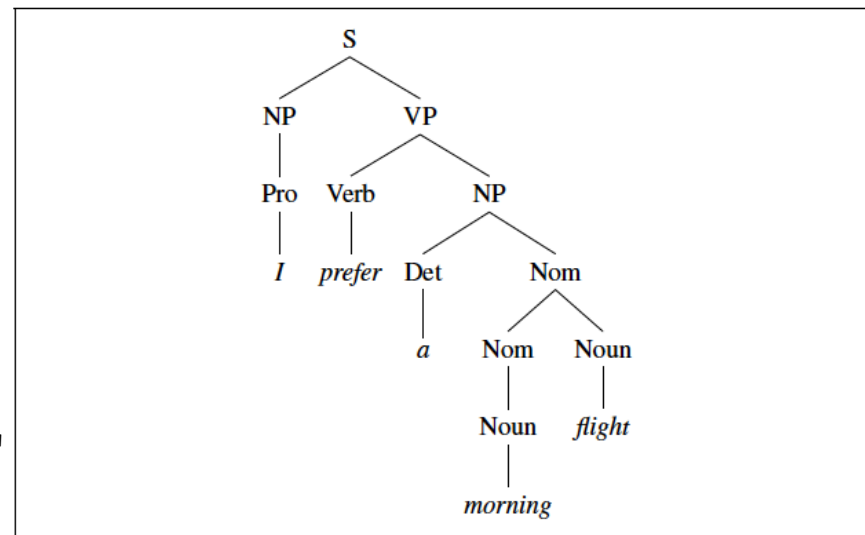 S
NP VP
Pro Verb NP
I prefer Det Nom
a Nom Noun
Noun flight
morning